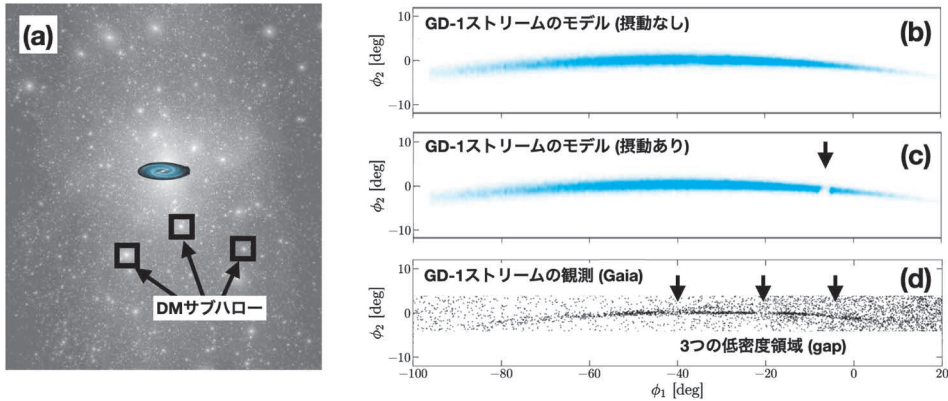 (a)
DMサブハロー
GD-1ストリームのモデル (摂動なし)
(b)
10
0
−10
ϕ2 [deg]
GD-1ストリームのモデル (摂動あり)
(c)
10
0
−10
ϕ2 [deg]
GD-1ストリームの観測 (Gaia)
(d)
10
0
−10
ϕ2 [deg]
3つの低密度領域 (gap)
−100 −80 −60 −40 −20 0 20
ϕ1 [deg]